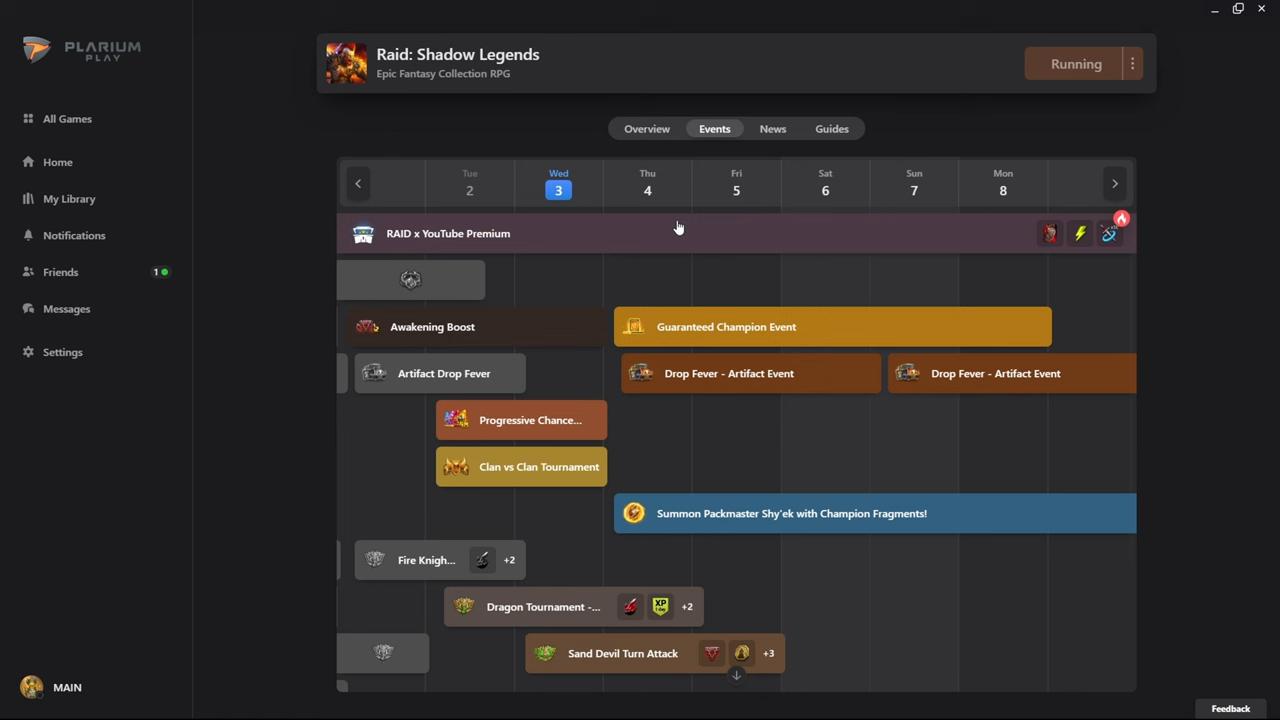 PLARIUM
PLAY
All Games
Home
My Library
Notifications
Friends
1
Messages
Settings
MAIN
Raid: Shadow Legends
Epic Fantasy Collection RPG
Running
Overview
Events
News
Guides
Tue
2
Wed
3
Thu
4
Fri
5
Sat
6
Sun
7
Mon
8
RAID x YouTube Premium
Awakening Boost
Guaranteed Champion Event
Artifact Drop Fever
Drop Fever - Artifact Event
Drop Fever - Artifact Event
Progressive Chance...
Clan vs Clan Tournament
Summon Packmaster Shy'ek with Champion Fragments!
Fire Knigh...
+2
Dragon Tournament -...
XP
+2
Sand Devil Turn Attack
+3
Feedback